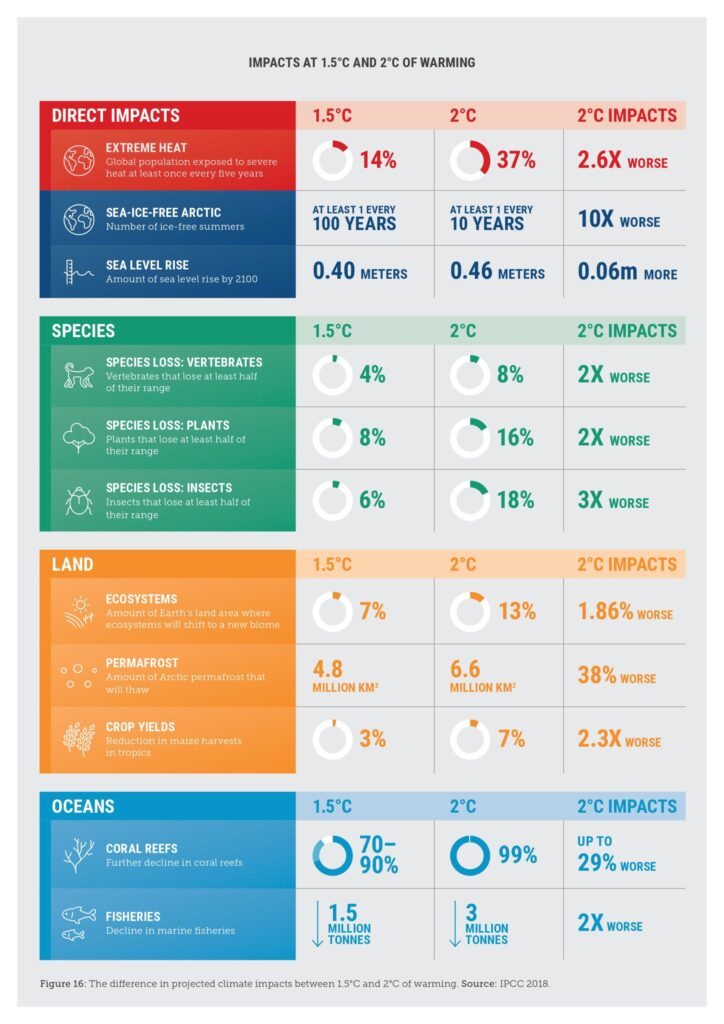 IMPACTS AT 1.5°C AND 2°C OF WARMING
DIRECT IMPACTS 1.5°C 2°C 2°C IMPACTS
EXTREME HEAT
Global population exposed to severe
heat at least once every five years
14% 37% 2.6X WORSE
SEA-ICE-FREE ARCTIC
Number of ice-free summers
AT LEAST 1 EVERY
100 YEARS
AT LEAST 1 EVERY
10 YEARS
10X WORSE
SEA LEVEL RISE
Amount of sea level rise by 2100
0.40 METERS 0.46 METERS 0.06m MORE
SPECIES 1.5°C 2°C 2°C IMPACTS
SPECIES LOSS: VERTEBRATES
Vertebrates that lose at least half
of their range
4% 8% 2X WORSE
SPECIES LOSS: PLANTS
Plants that lose at least half of
their range
8% 16% 2X WORSE
SPECIES LOSS: INSECTS
Insects that lose at least half of
their range
6% 18% 3X WORSE
LAND 1.5°C 2°C 2°C IMPACTS
ECOSYSTEMS
Amount of Earth's land area where
ecosystems will shift to a new biome
7% 13% 1.86% WORSE
PERMAFROST
Amount of Arctic permafrost that
will thaw
4.8
MILLION KM²
6.6
MILLION KM²
38% WORSE
CROP YIELDS
Reduction in maize harvests
in tropics
3% 7% 2.3X WORSE
OCEANS 1.5°C 2°C 2°C IMPACTS
CORAL REEFS
Further decline in coral reefs
70–
90%
99%
UP TO
29% WORSE
FISHERIES
Decline in marine fisheries
1.5
MILLION
TONNES
3
MILLION
TONNES
2X WORSE
Figure 16: The difference in projected climate impacts between 1.5°C and 2°C of warming. Source: IPCC 2018.